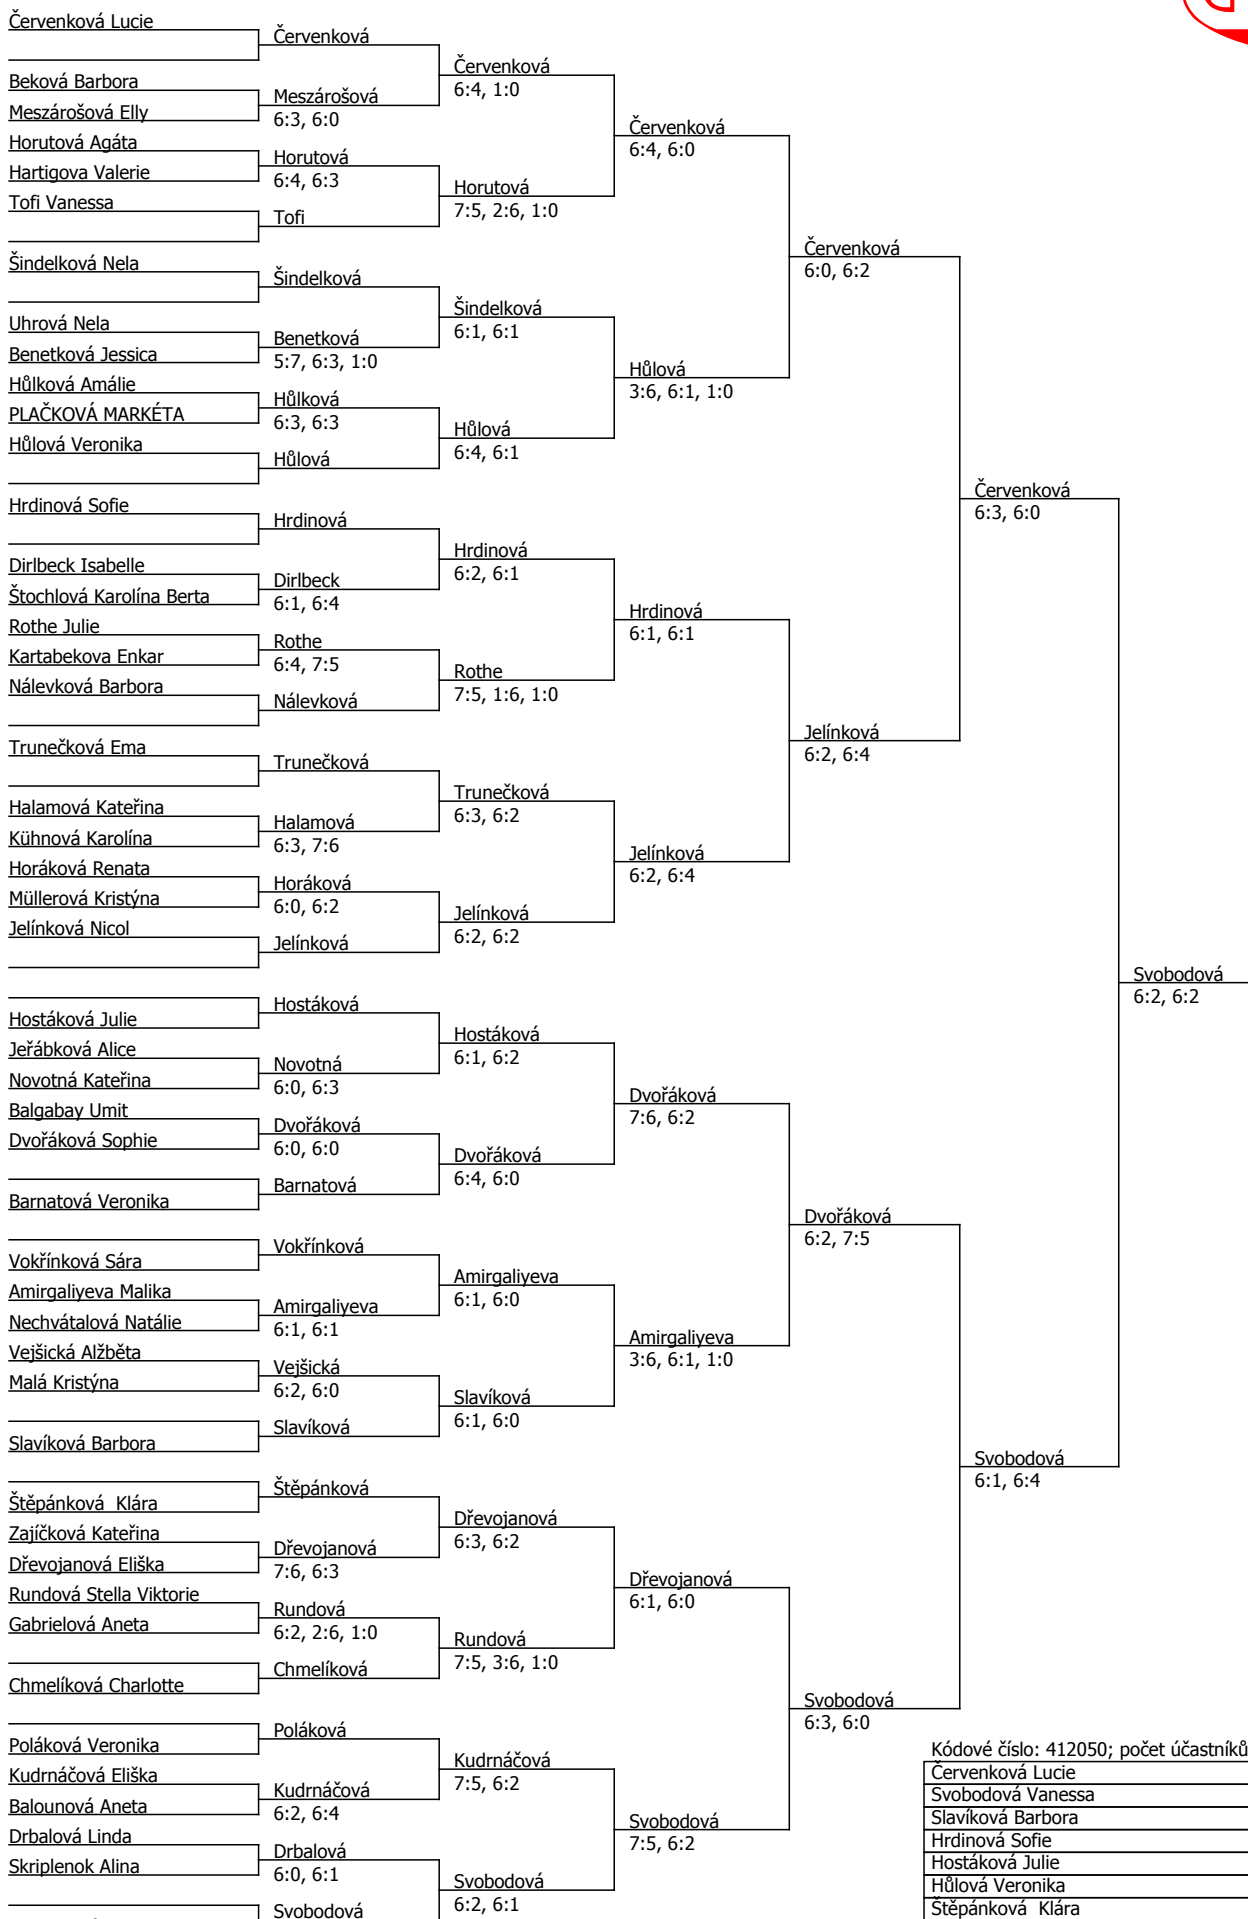 Červenková Lucie
Beková Barbora
Meszárošová Elly
Horutová Agáta
Hartigova Valerie
Tofi Vanessa
Šindelková Nela
Uhrová Nela
Benetková Jessica
Hůlková Amálie
PLAČKOVÁ MARKÉTA
Hůlová Veronika
Hrdinová Sofie
Dirlbeck Isabelle
Štochlová Karolína Berta
Rothe Julie
Kartabekova Enkar
Nálevková Barbora
Trunečková Ema
Halamová Kateřina
Kühnová Karolína
Horáková Renata
Müllerová Kristýna
Jelínková Nicol
Hostáková Julie
Jeřábková Alice
Novotná Kateřina
Balgabay Umit
Dvořáková Sophie
Barnatová Veronika
Vokřínková Sára
Amirgaliyeva Malika
Nechvátalová Natálie
Vejšická Alžběta
Malá Kristýna
Slavíková Barbora
Štěpánková  Klára
Zajíčková Kateřina
Dřevojanová Eliška
Rundová Stella Viktorie
Gabrielová Aneta
Chmelíková Charlotte
Poláková Veronika
Kudrnáčová Eliška
Balounová Aneta
Drbalová Linda
Skriplenok Alina
Červenková
Meszárošová
6:3, 6:0
Horutová
6:4, 6:3
Tofi
Šindelková
Benetková
5:7, 6:3, 1:0
Hůlková
6:3, 6:3
Hůlová
Hrdinová
Dirlbeck
6:1, 6:4
Rothe
6:4, 7:5
Nálevková
Trunečková
Halamová
6:3, 7:6
Horáková
6:0, 6:2
Jelínková
Hostáková
Novotná
6:0, 6:3
Dvořáková
6:0, 6:0
Barnatová
Vokřínková
Amirgaliyeva
6:1, 6:1
Vejšická
6:2, 6:0
Slavíková
Štěpánková
Dřevojanová
7:6, 6:3
Rundová
6:2, 2:6, 1:0
Chmelíková
Poláková
Kudrnáčová
6:2, 6:4
Drbalová
6:0, 6:1
Svobodová
Červenková
6:4, 1:0
Horutová
7:5, 2:6, 1:0
Šindelková
6:1, 6:1
Hůlová
6:4, 6:1
Hrdinová
6:2, 6:1
Rothe
7:5, 1:6, 1:0
Trunečková
6:3, 6:2
Jelínková
6:2, 6:2
Hostáková
6:1, 6:2
Dvořáková
6:4, 6:0
Amirgaliyeva
6:1, 6:0
Slavíková
6:1, 6:0
Dřevojanová
6:3, 6:2
Rundová
7:5, 3:6, 1:0
Kudrnáčová
7:5, 6:2
Svobodová
6:2, 6:1
Červenková
6:4, 6:0
Hůlová
3:6, 6:1, 1:0
Hrdinová
6:1, 6:1
Jelínková
6:2, 6:4
Dvořáková
7:6, 6:2
Amirgaliyeva
3:6, 6:1, 1:0
Dřevojanová
6:1, 6:0
Svobodová
7:5, 6:2
Červenková
6:0, 6:2
Jelínková
6:2, 6:4
Dvořáková
6:2, 7:5
Svobodová
6:3, 6:0
Červenková
6:3, 6:0
Svobodová
6:1, 6:4
Svobodová
6:2, 6:2
Kódové číslo: 412050; počet účastníků
Červenková Lucie
Svobodová Vanessa
Slavíková Barbora
Hrdinová Sofie
Hostáková Julie
Hůlová Veronika
Štěpánková  Klára